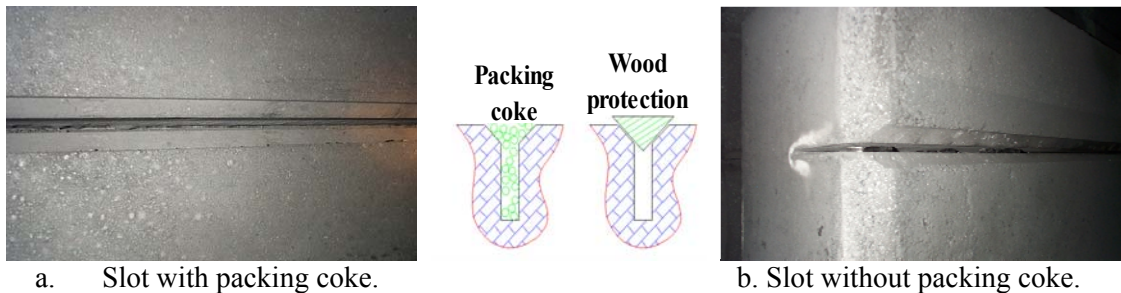 Packing
coke
Wood
protection
a. Slot with packing coke.
b. Slot without packing coke.